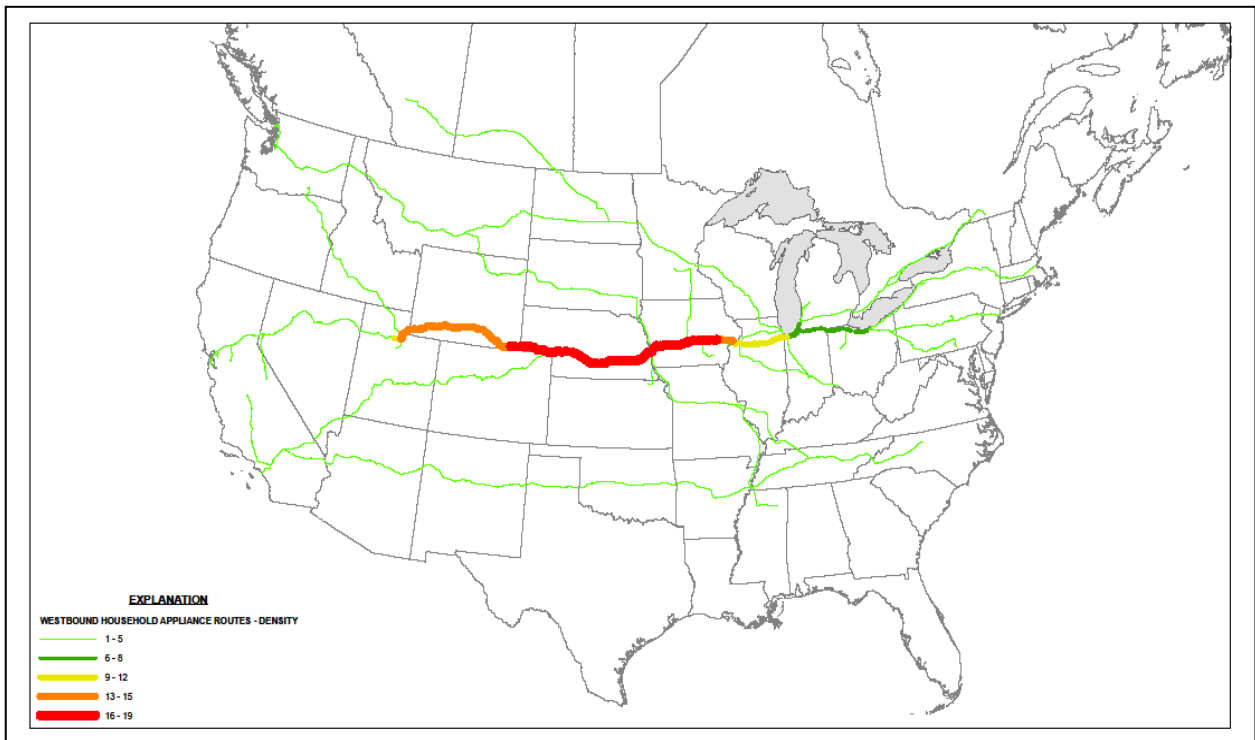 EXPLANATION
WESTBOUND HOUSEHOLD APPLIANCE ROUTES - DENSITY
1 - 5
6 - 8
9 - 12
13 - 15
16 - 19